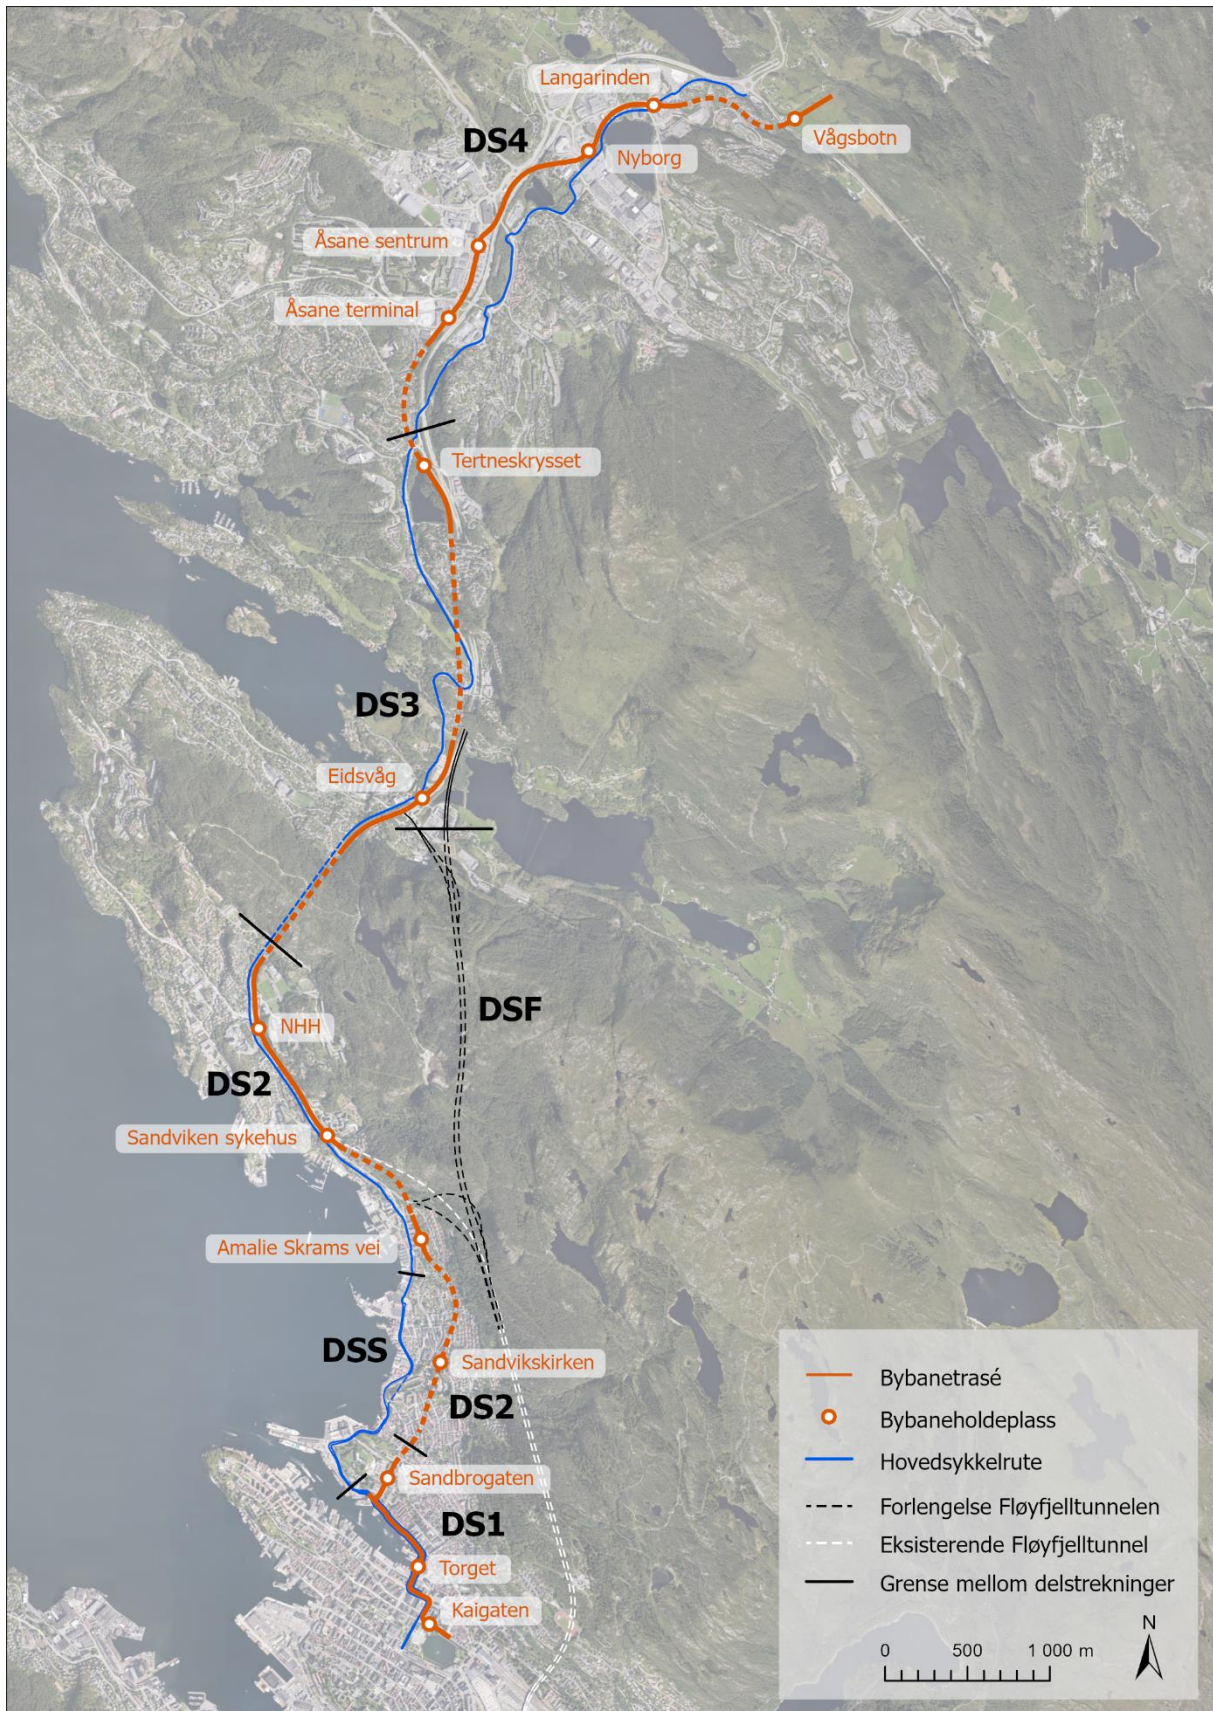 Langarinden
Vågsbotn
DS4
Nyborg
Åsane sentrum
Åsane terminal
Tertneskrysset
DS3
Eidsvåg
DSF
NHH
DS2
Sandviken sykehus
Amalie Skrams vei
DSS
Sandvikskirken
DS2
Sandbrogaten
DS1
Torget
Kaigaten
Bybanetrasé
Bybaneholdeplass
Hovedsykkelrute
Forlengelse Fløyfjelltunnelen
Eksisterende Fløyfjelltunnel
Grense mellom delstrekninger
N
0 500 1 000 m